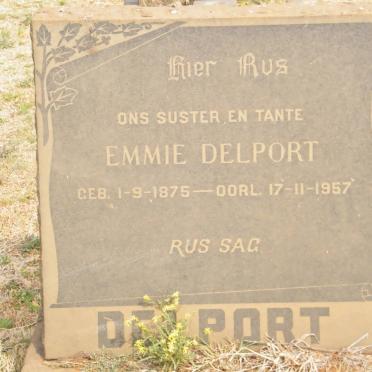 Hier Rus
ONS SUSTER EN TANTE
EMMIE DELPORT
GEB. 1-9-1875 — OORL. 17-11-1957
RUS SAG
DELPORT